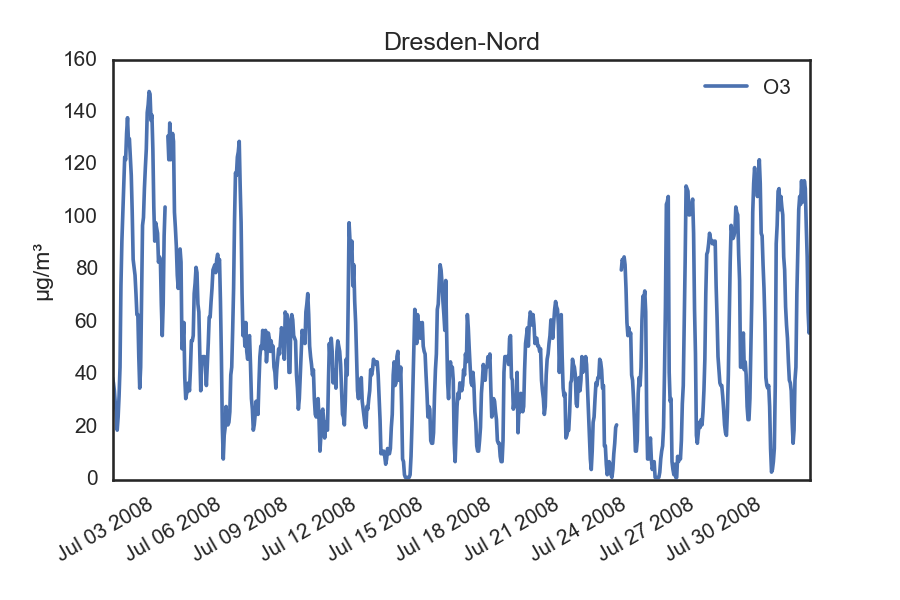 Dresden-Nord
160
140
120
100
80
60
40
20
0
µg/m³
O3
Jul 03 2008
Jul 06 2008
Jul 09 2008
Jul 12 2008
Jul 15 2008
Jul 18 2008
Jul 21 2008
Jul 24 2008
Jul 27 2008
Jul 30 2008